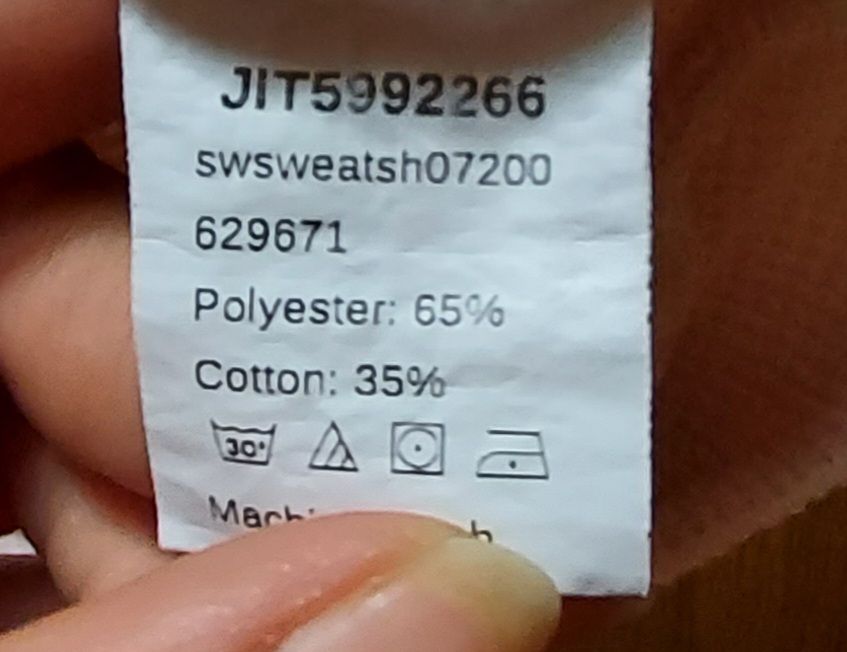 JIT5992266
swsweatsh07200
629671
Polyester: 65%
Cotton: 35%
30°